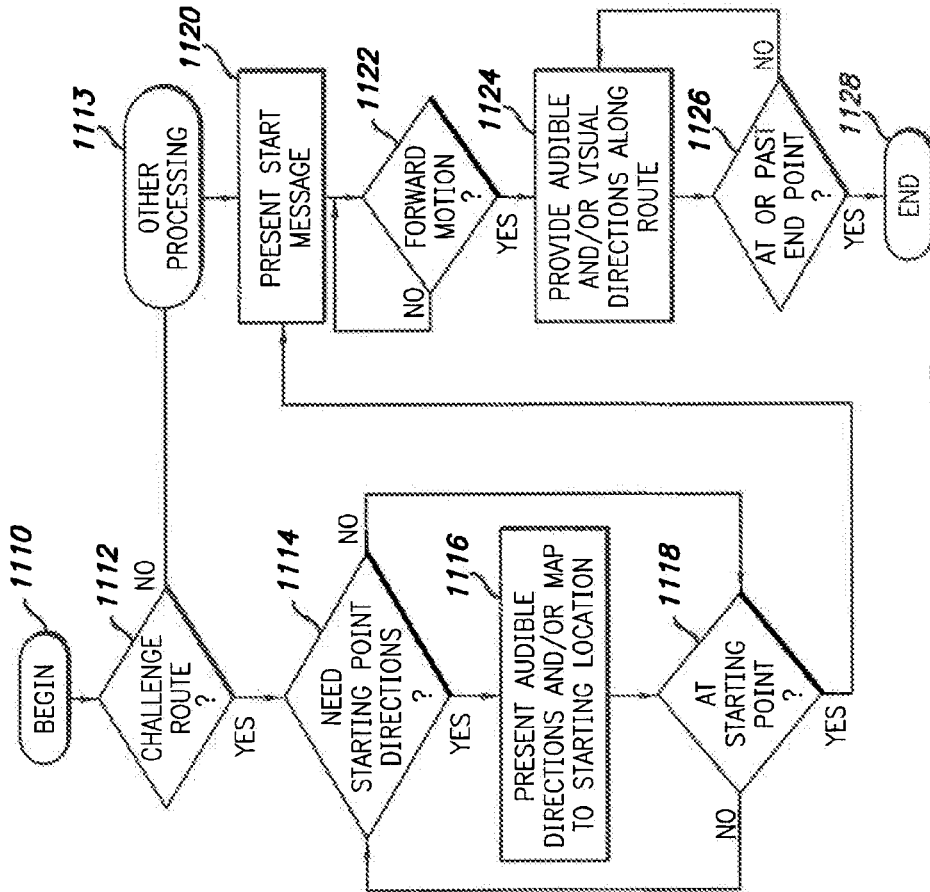 1110
BEGIN
1112
CHALLENGE
ROUTE
?
NO
YES
1114
NEED
STARTING POINT
DIRECTIONS
?
NO
YES
1116
PRESENT AUDIBLE
DIRECTIONS AND/OR MAP
TO STARTING LOCATION
1118
AT
STARTING
POINT
?
NO
YES
1113
OTHER
PROCESSING
1120
PRESENT START
MESSAGE
1122
FORWARD
MOTION
?
NO
YES
1124
PROVIDE AUDIBLE
AND/OR VISUAL
DIRECTIONS ALONG
ROUTE
1126
AT OR PAST
END POINT
?
NO
YES
1128
END